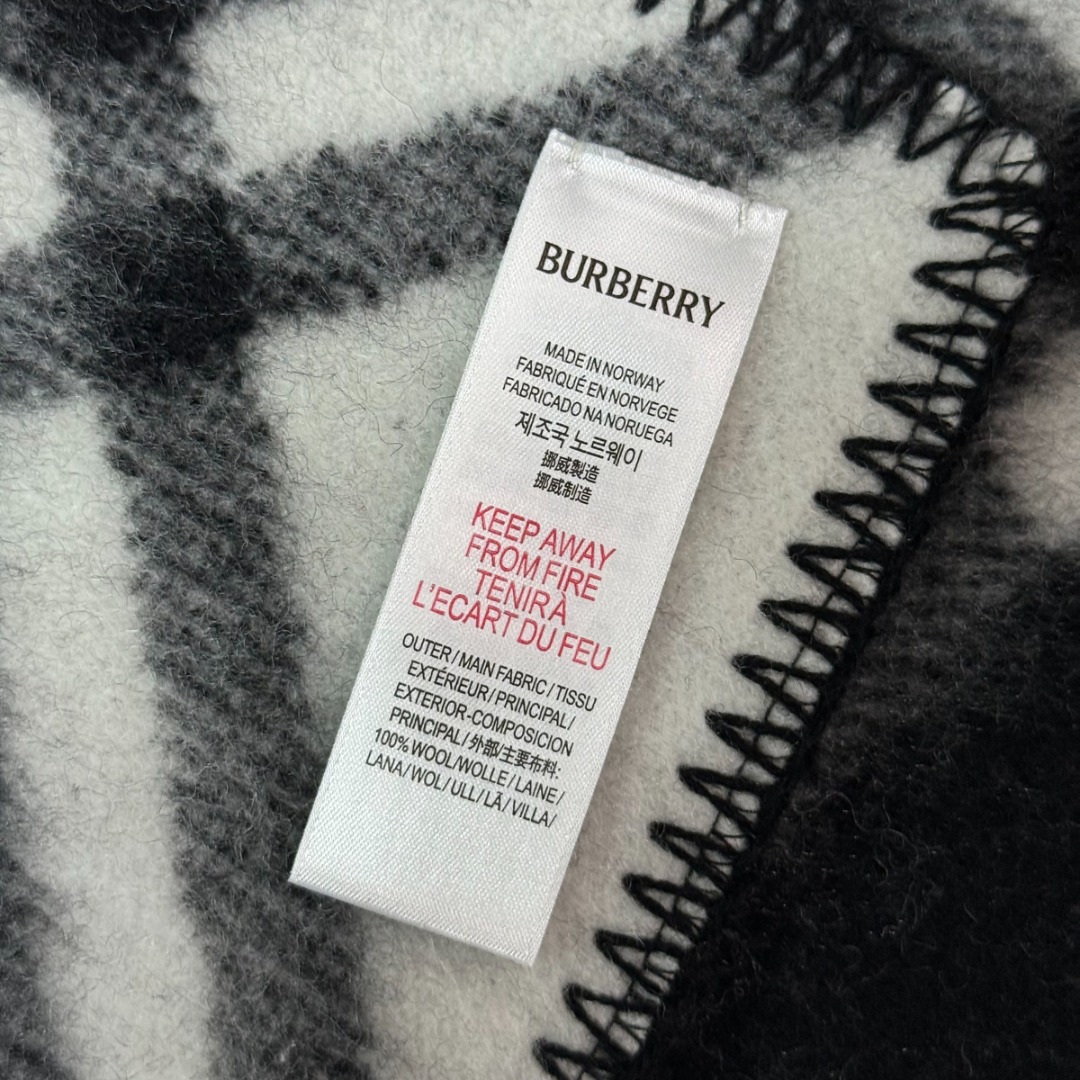 BURBERRY
MADE IN NORWAY
FABRIQUÉ EN NORVEGE
FABRICADO NA NORUEGA
제조국 노르웨이
挪威製造
挪威制造
KEEP AWAY
FROM FIRE
TENIR À
L'ECART DU FEU
OUTER / MAIN FABRIC / TISSU
EXTÉRIEUR / PRINCIPAL /
EXTERIOR-COMPOSICION
PRINCIPAL / 外部/主要布料:
100% WOOL/WOLLE / LAINE /
LANA / WOL / ULL / LÃ / VILLA /